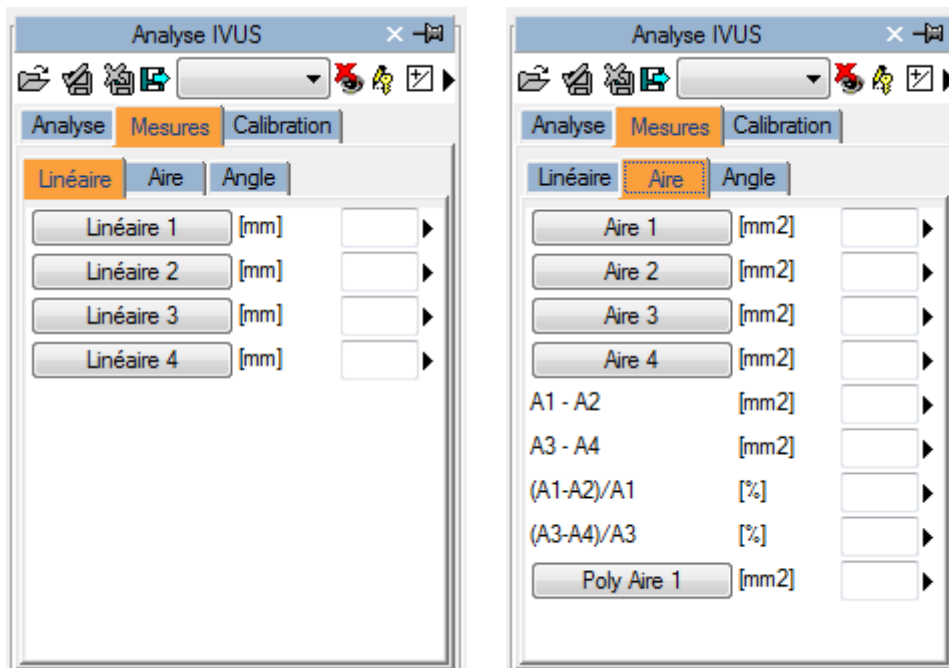 Analyse IVUS
Analyse Mesures Calibration
Linéaire Aire Angle
Linéaire 1 [mm]
Linéaire 2 [mm]
Linéaire 3 [mm]
Linéaire 4 [mm]
Analyse IVUS
Analyse Mesures Calibration
Linéaire Aire Angle
Aire 1 [mm2]
Aire 2 [mm2]
Aire 3 [mm2]
Aire 4 [mm2]
A1 - A2 [mm2]
A3 - A4 [mm2]
(A1-A2)/A1 [%]
(A3-A4)/A3 [%]
Poly Aire 1 [mm2]